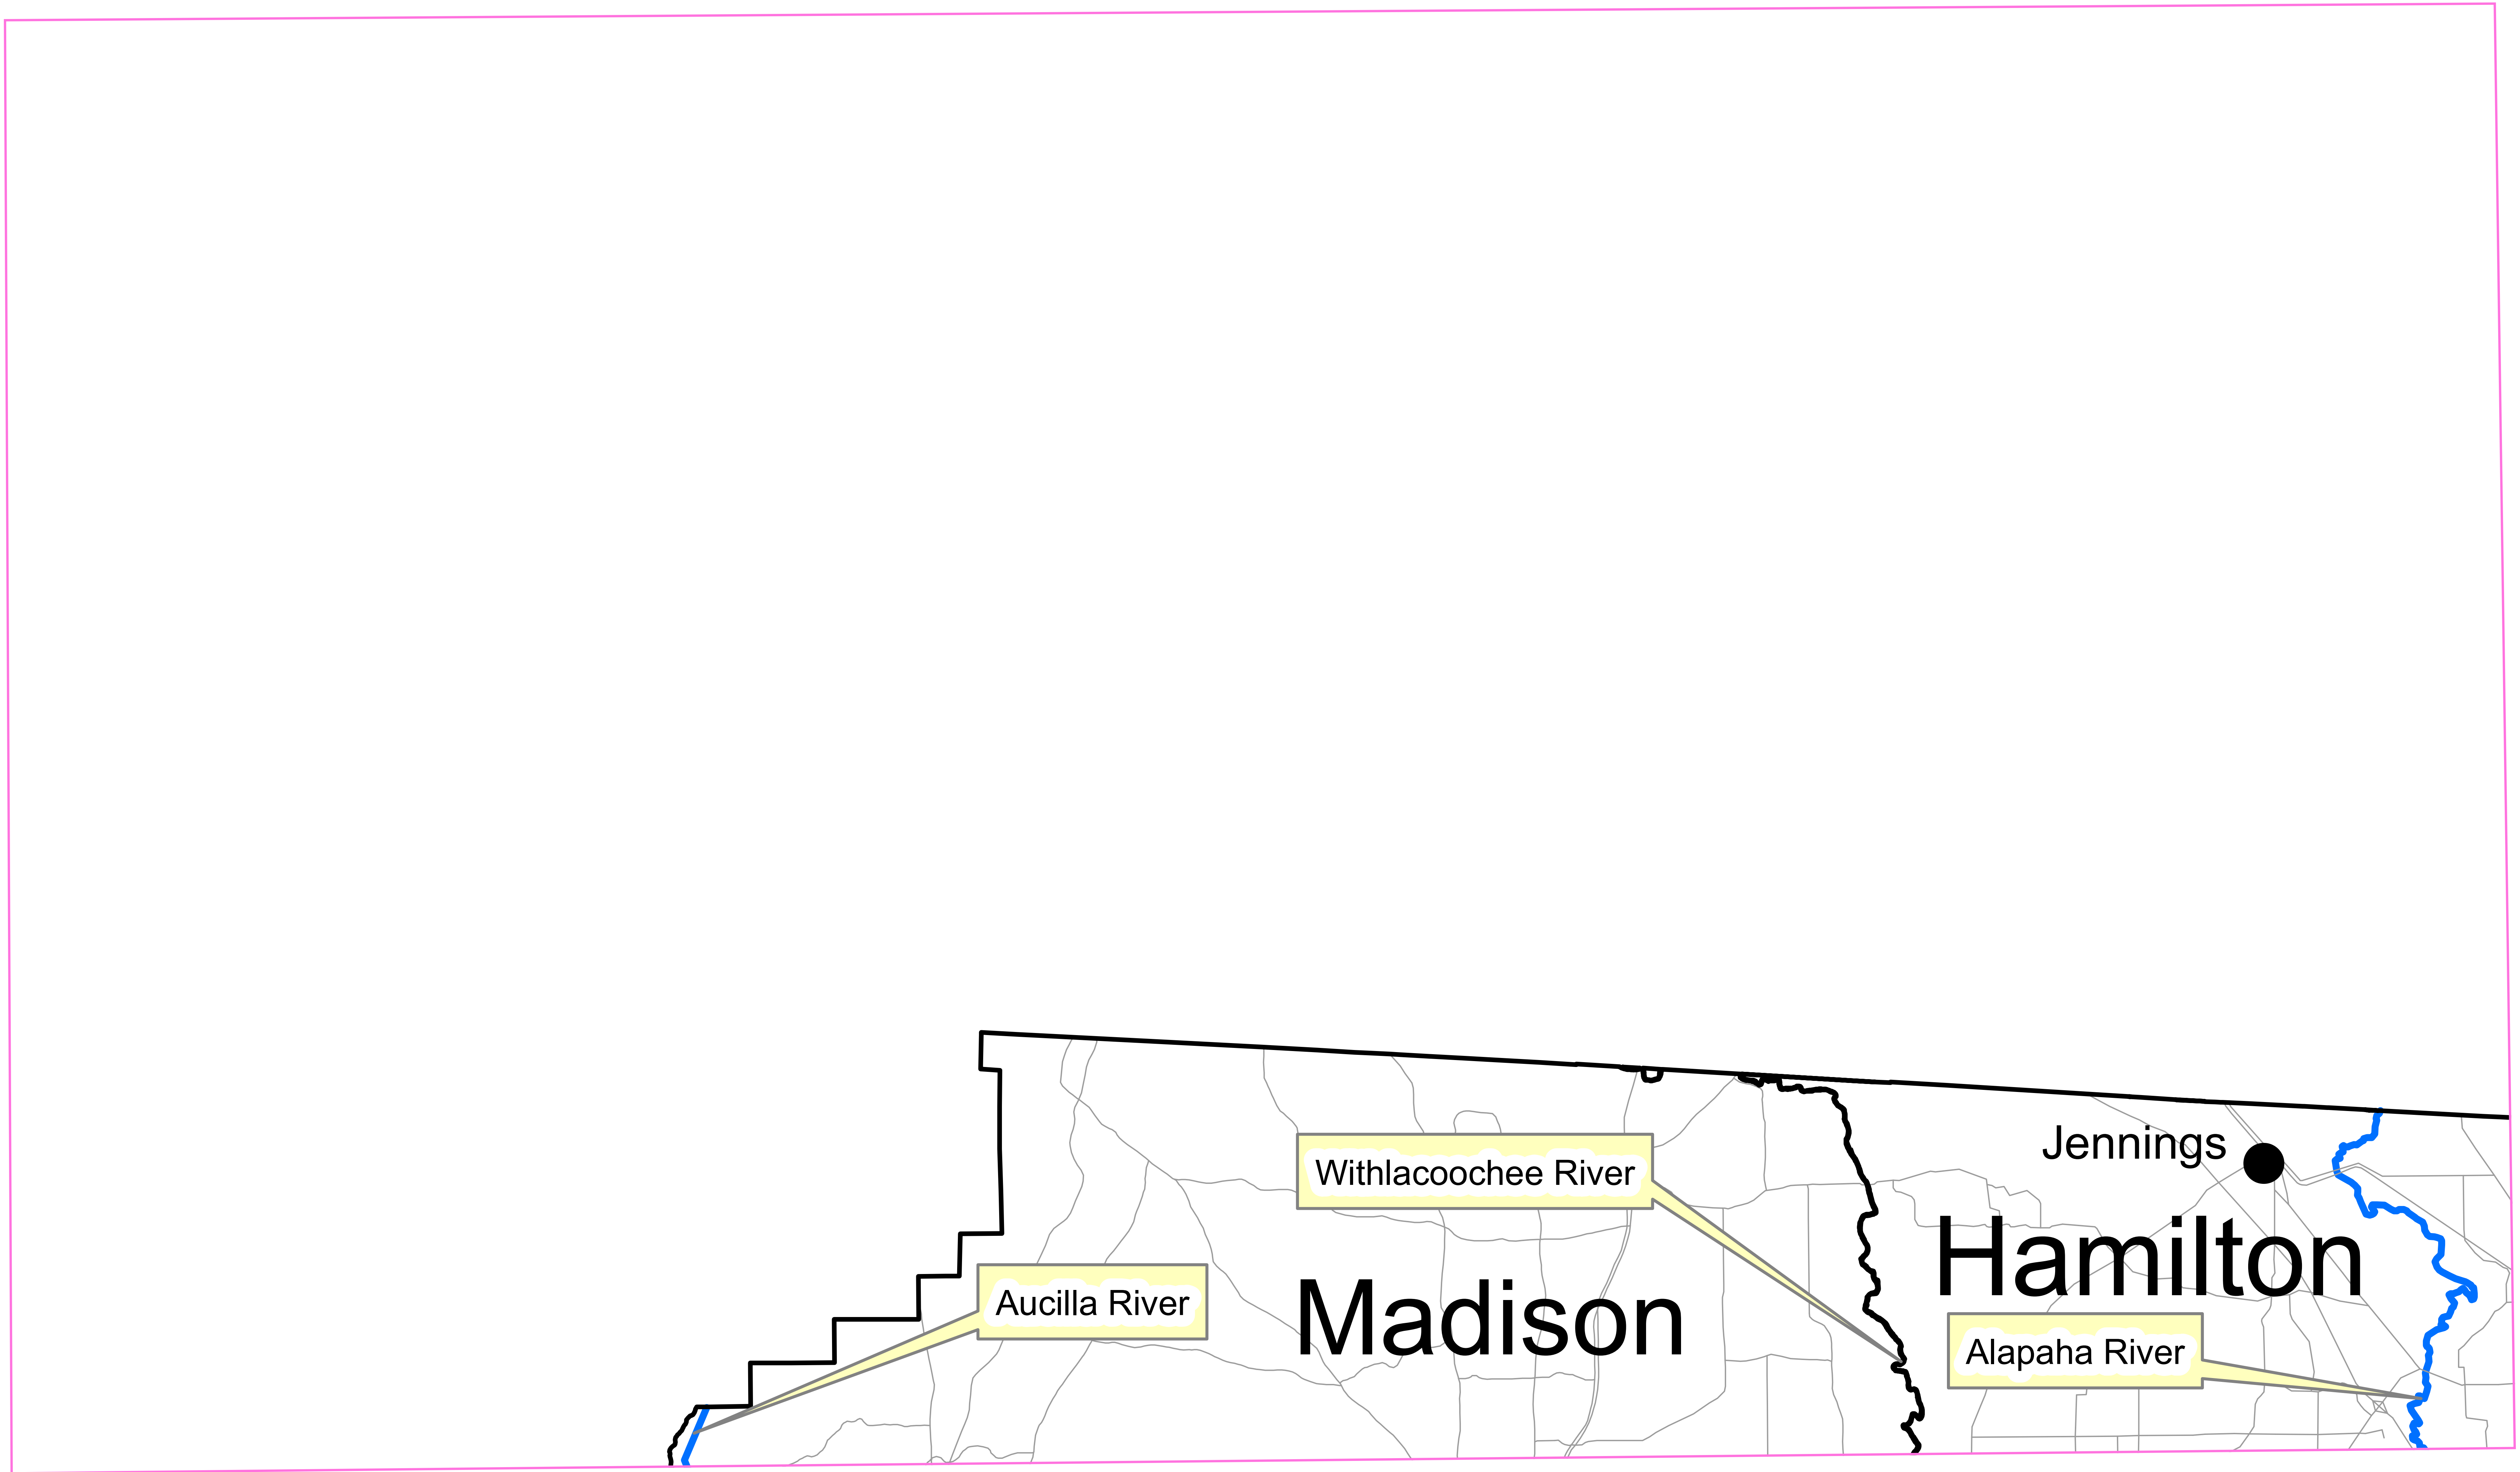 Jennings
Withlacoochee River
Hamilton
Aucilla River
Madison
Alapaha River